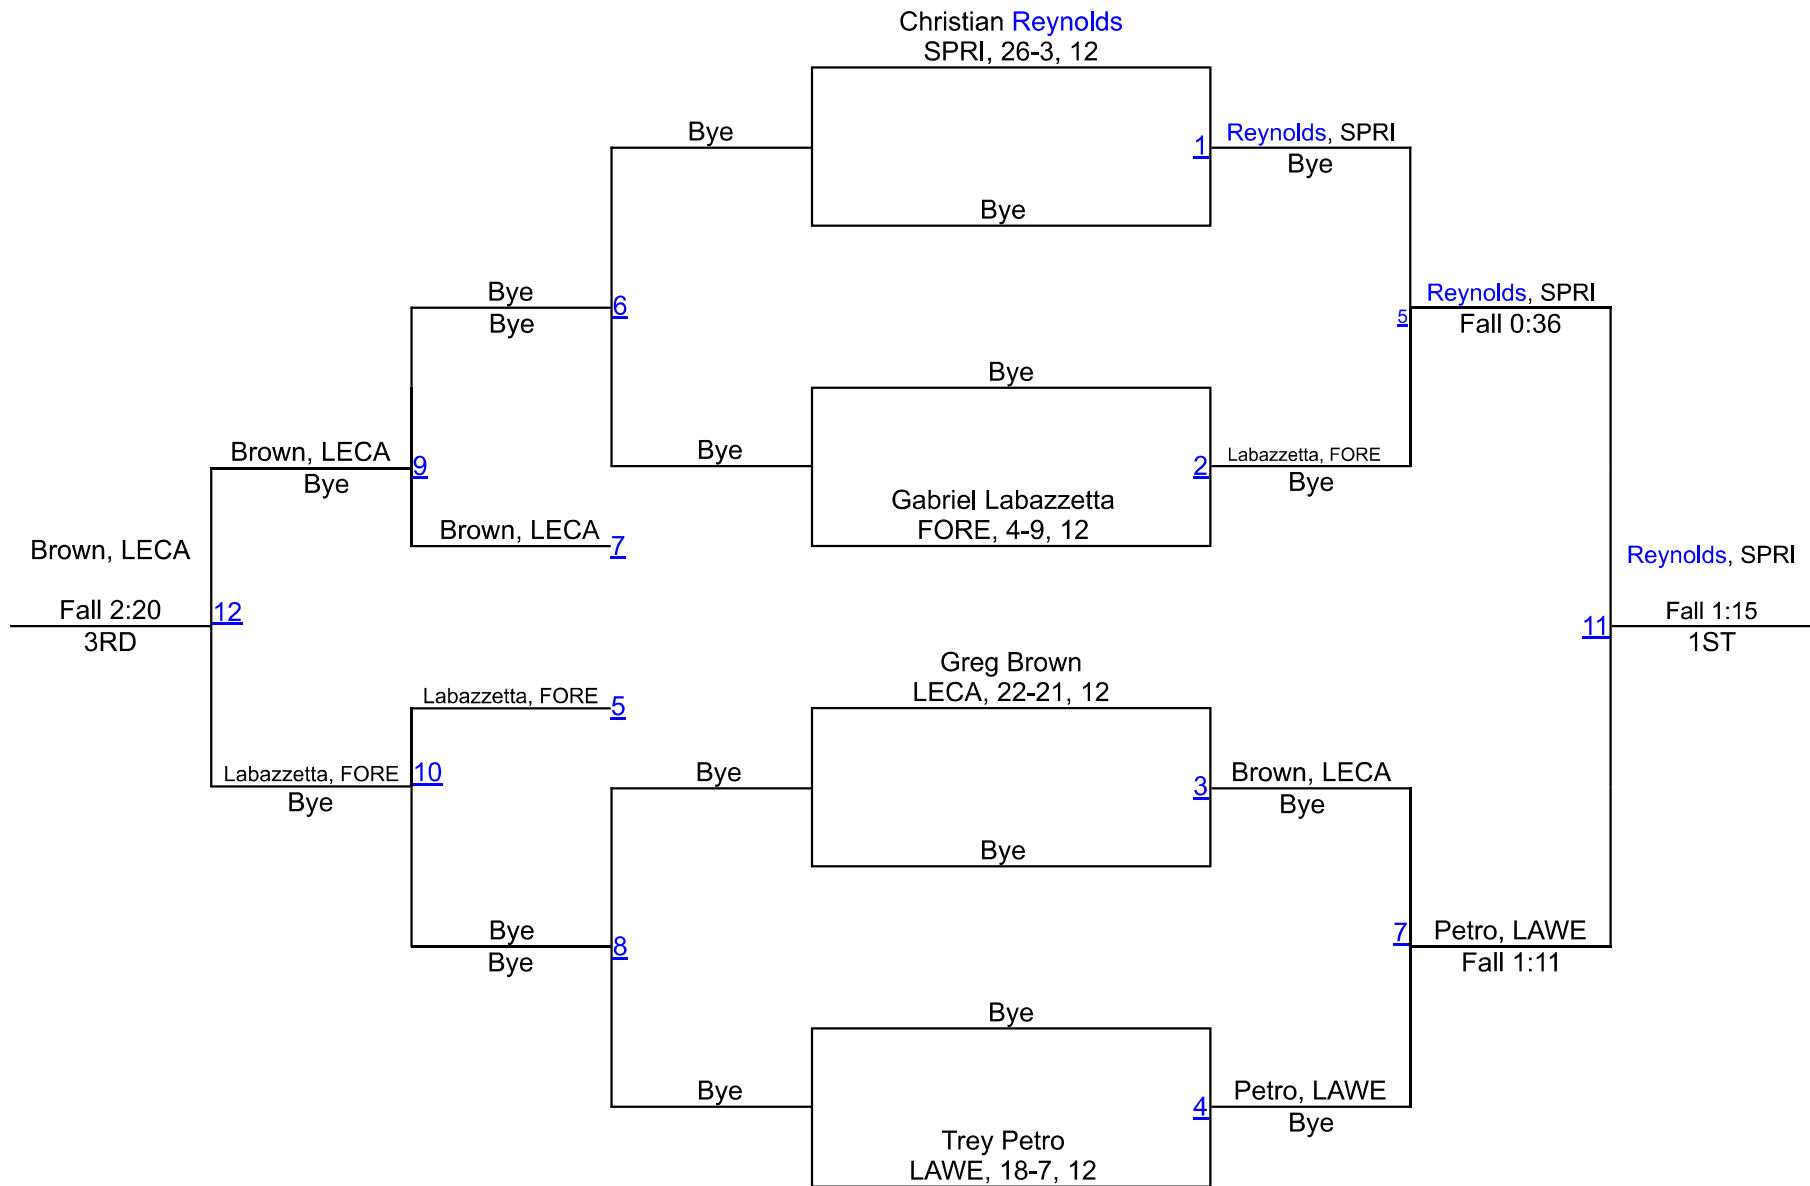 Christian Reynolds
SPRI, 26-3, 12
Bye
1
Reynolds, SPRI
Bye
Bye
Bye
Bye
6
5
Reynolds, SPRI
Fall 0:36
Bye
Bye
2
Labazzetta, FORE
Bye
Gabriel Labazzetta
FORE, 4-9, 12
Brown, LECA
Bye
9
Brown, LECA
7
Brown, LECA
Fall 2:20
3RD
12
Reynolds, SPRI
Fall 1:15
1ST
11
Greg Brown
LECA, 22-21, 12
Labazzetta, FORE
5
Labazzetta, FORE
Bye
10
Bye
3
Brown, LECA
Bye
Bye
Bye
Bye
8
7
Petro, LAWE
Fall 1:11
Bye
Bye
4
Petro, LAWE
Bye
Trey Petro
LAWE, 18-7, 12